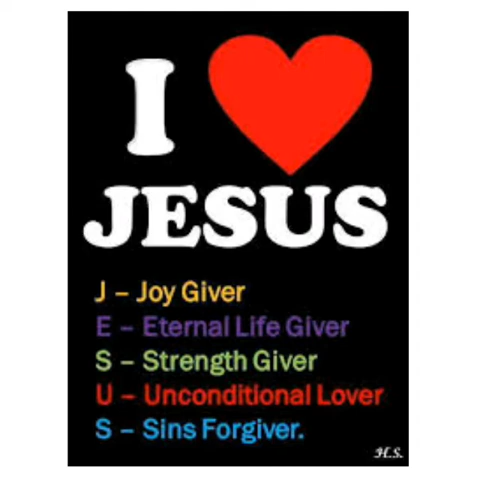 I
JESUS
J – Joy Giver
E – Eternal Life Giver
S – Strength Giver
U – Unconditional Lover
S – Sins Forgiver.
H.S.